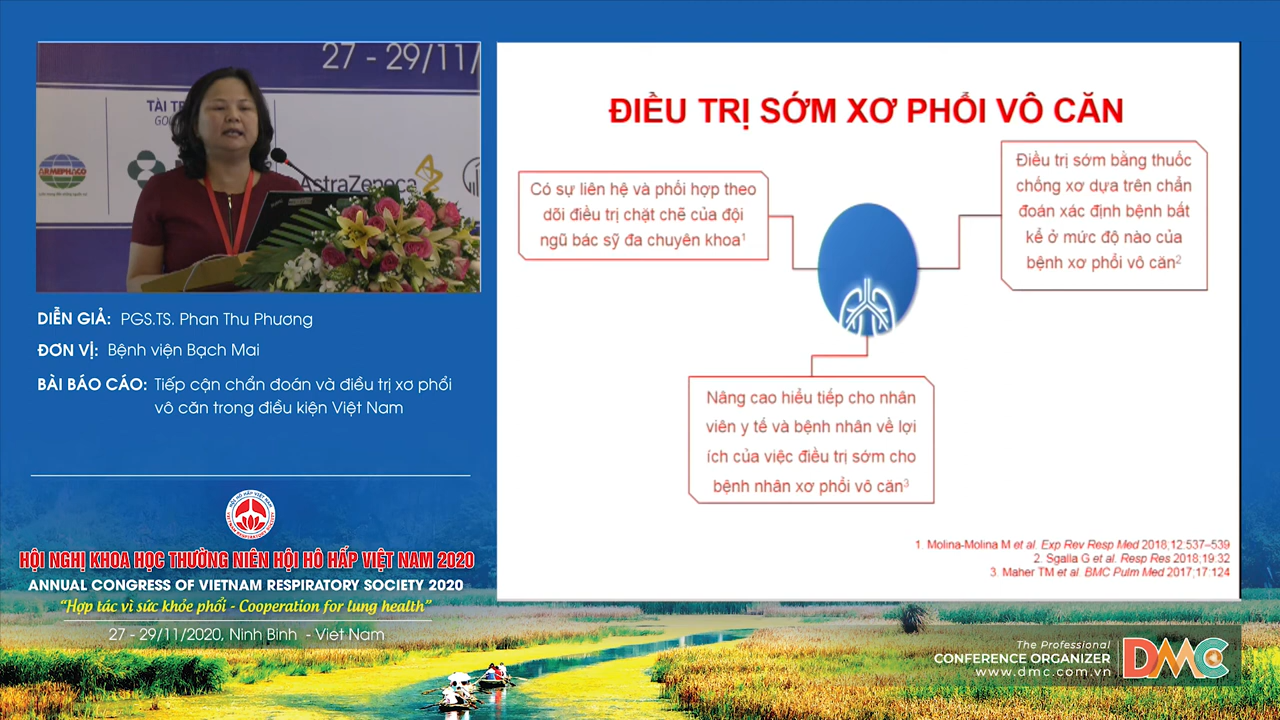 27 - 29/11/
TÀI TR
ARMEPHACO
AstraZeneca
DIỄN GIẢ: PGS.TS. Phan Thu Phương
ĐƠN VỊ: Bệnh viện Bạch Mai
BÀI BÁO CÁO: Tiếp cận chẩn đoán và điều trị xơ phổi
vô căn trong điều kiện Việt Nam
HỘI HÔ HẤP VIỆT NAM
VIETNAM RESPIRATORY SOCIETY
HỘI NGHỊ KHOA HỌC THƯỜNG NIÊN HỘI HÔ HẤP VIỆT NAM 2020
ANNUAL CONGRESS OF VIETNAM RESPIRATORY SOCIETY 2020
“Hợp tác vì sức khỏe phổi - Cooperation for lung health”
27 - 29/11/2020, Ninh Bình - Việt Nam
ĐIỀU TRỊ SỚM XƠ PHỔI VÔ CĂN
Có sự liên hệ và phối hợp theo
dõi điều trị chặt chẽ của đội
ngũ bác sỹ đa chuyên khoa¹
Điều trị sớm bằng thuốc
chống xơ dựa trên chẩn
đoán xác định bệnh bất
kể ở mức độ nào của
bệnh xơ phổi vô căn²
Nâng cao hiểu tiếp cho nhân
viên y tế và bệnh nhân về lợi
ích của việc điều trị sớm cho
bệnh nhân xơ phổi vô căn³
1. Molina-Molina M et al. Exp Rev Resp Med 2018;12:537–539
2. Sgalla G et al. Resp Res 2018;19:32
3. Maher TM et al. BMC Pulm Med 2017;17:124
The Professional
CONFERENCE ORGANIZER
www.dmc.com.vn
DMC